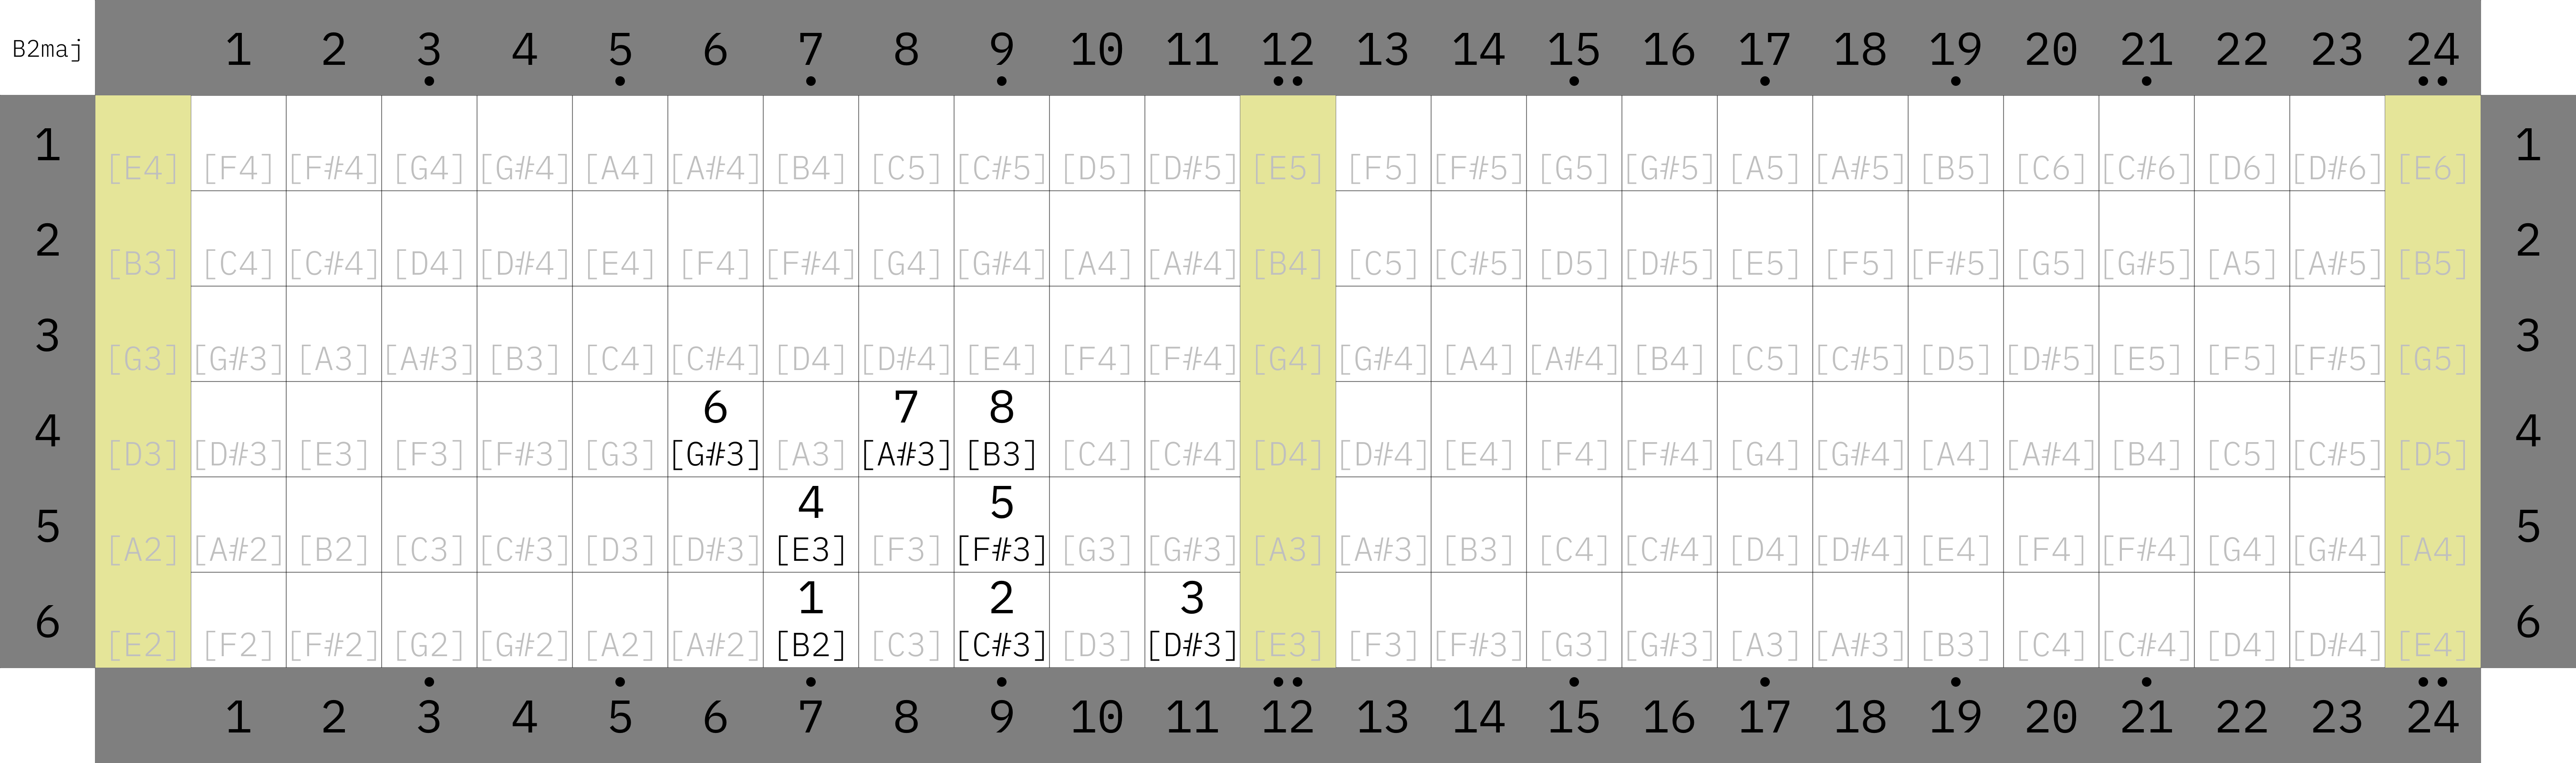 B2maj 1 2 3 4 5 6 7 8 9 10 11 12 13 14 15 16 17 18 19 20 21 22 23 24
1 [E4] [F4] [F#4] [G4] [G#4] [A4] [A#4] [B4] [C5] [C#5] [D5] [D#5] [E5] [F5] [F#5] [G5] [G#5] [A5] [A#5] [B5] [C6] [C#6] [D6] [D#6] [E6] 1
2 [B3] [C4] [C#4] [D4] [D#4] [E4] [F4] [F#4] [G4] [G#4] [A4] [A#4] [B4] [C5] [C#5] [D5] [D#5] [E5] [F5] [F#5] [G5] [G#5] [A5] [A#5] [B5] 2
3 [G3] [G#3] [A3] [A#3] [B3] [C4] [C#4] [D4] [D#4] [E4] [F4] [F#4] [G4] [G#4] [A4] [A#4] [B4] [C5] [C#5] [D5] [D#5] [E5] [F5] [F#5] [G5] 3
6 7 8
4 [D3] [D#3] [E3] [F3] [F#3] [G3] [G#3] [A3] [A#3] [B3] [C4] [C#4] [D4] [D#4] [E4] [F4] [F#4] [G4] [G#4] [A4] [A#4] [B4] [C5] [C#5] [D5] 4
4 5
5 [A2] [A#2] [B2] [C3] [C#3] [D3] [D#3] [E3] [F3] [F#3] [G3] [G#3] [A3] [A#3] [B3] [C4] [C#4] [D4] [D#4] [E4] [F4] [F#4] [G4] [G#4] [A4] 5
1 2 3
6 [E2] [F2] [F#2] [G2] [G#2] [A2] [A#2] [B2] [C3] [C#3] [D3] [D#3] [E3] [F3] [F#3] [G3] [G#3] [A3] [A#3] [B3] [C4] [C#4] [D4] [D#4] [E4] 6
1 2 3 4 5 6 7 8 9 10 11 12 13 14 15 16 17 18 19 20 21 22 23 24